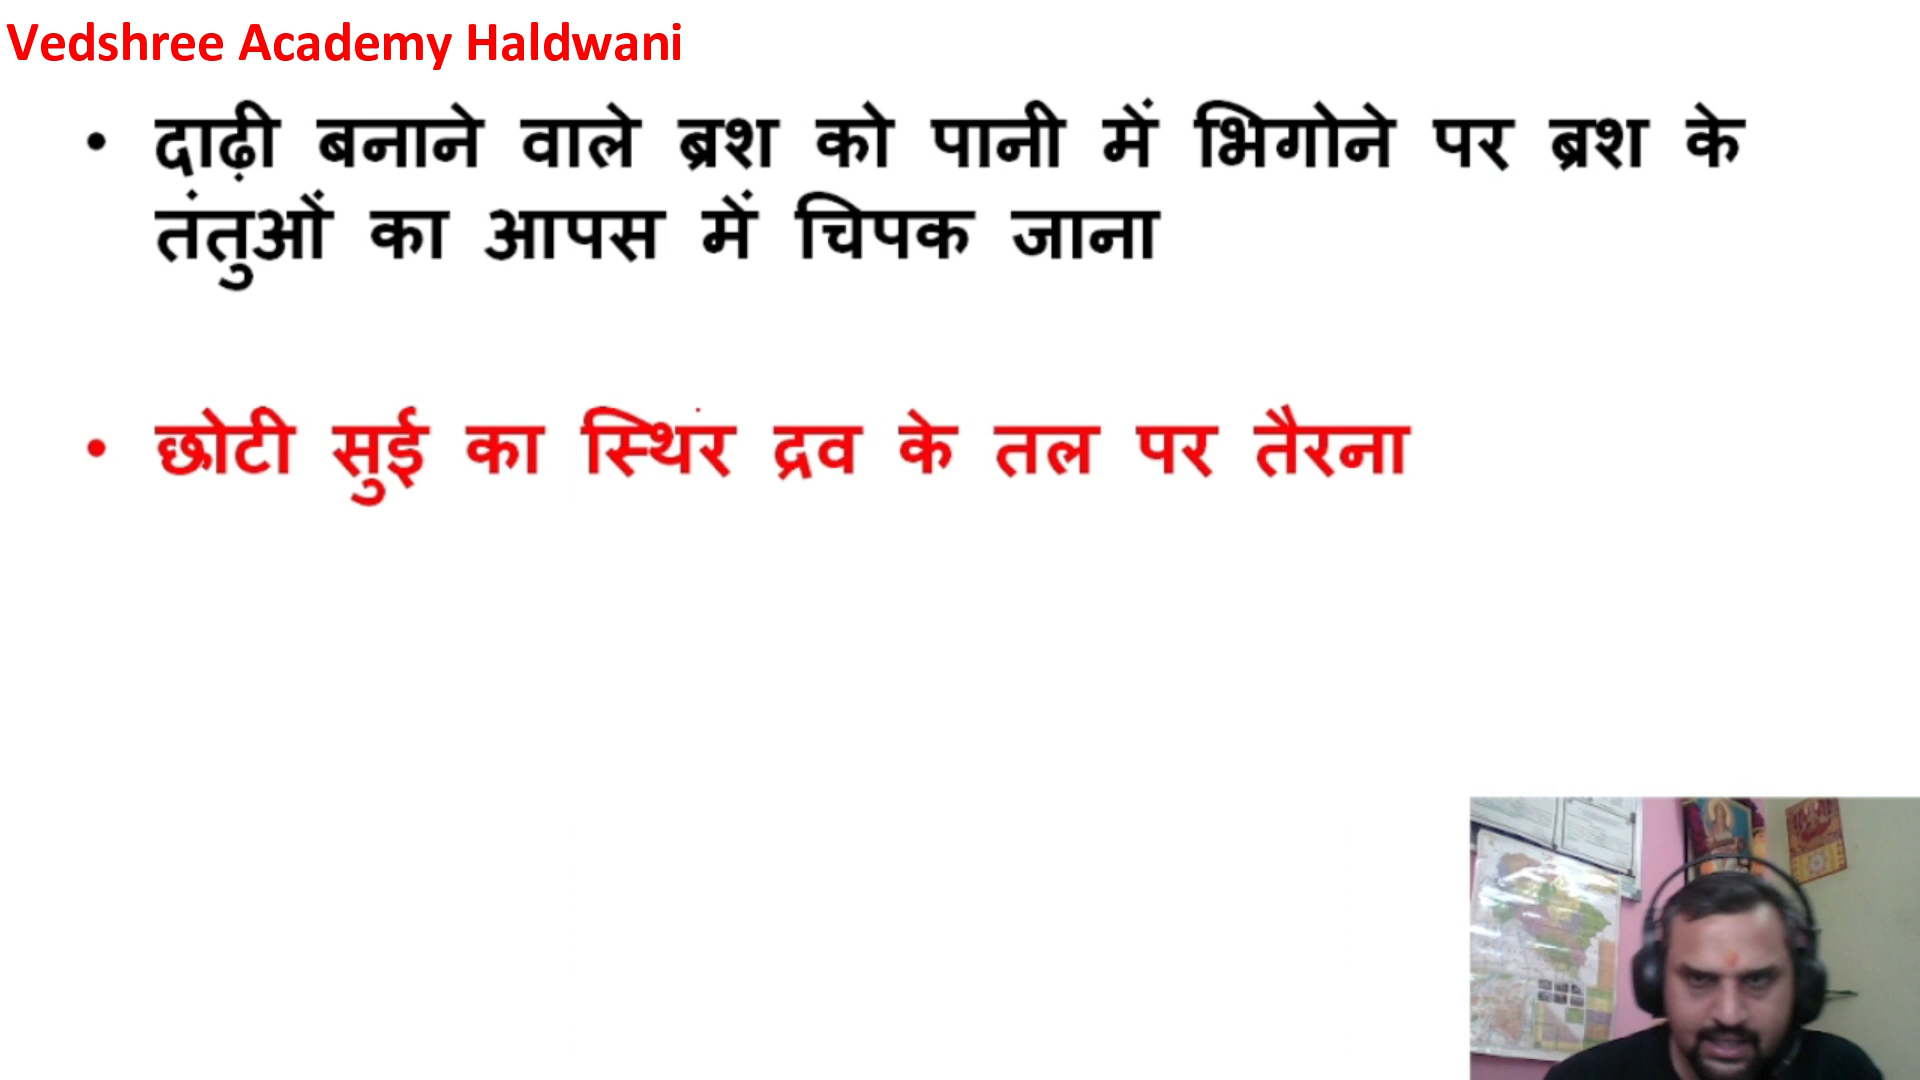 Vedshree Academy Haldwani
• दाढ़ी बनाने वाले ब्रश को पानी में भिगोने पर ब्रश के
तंतुओं का आपस में चिपक जाना
• छोटी सुई का स्थिर द्रव के तल पर तैरना